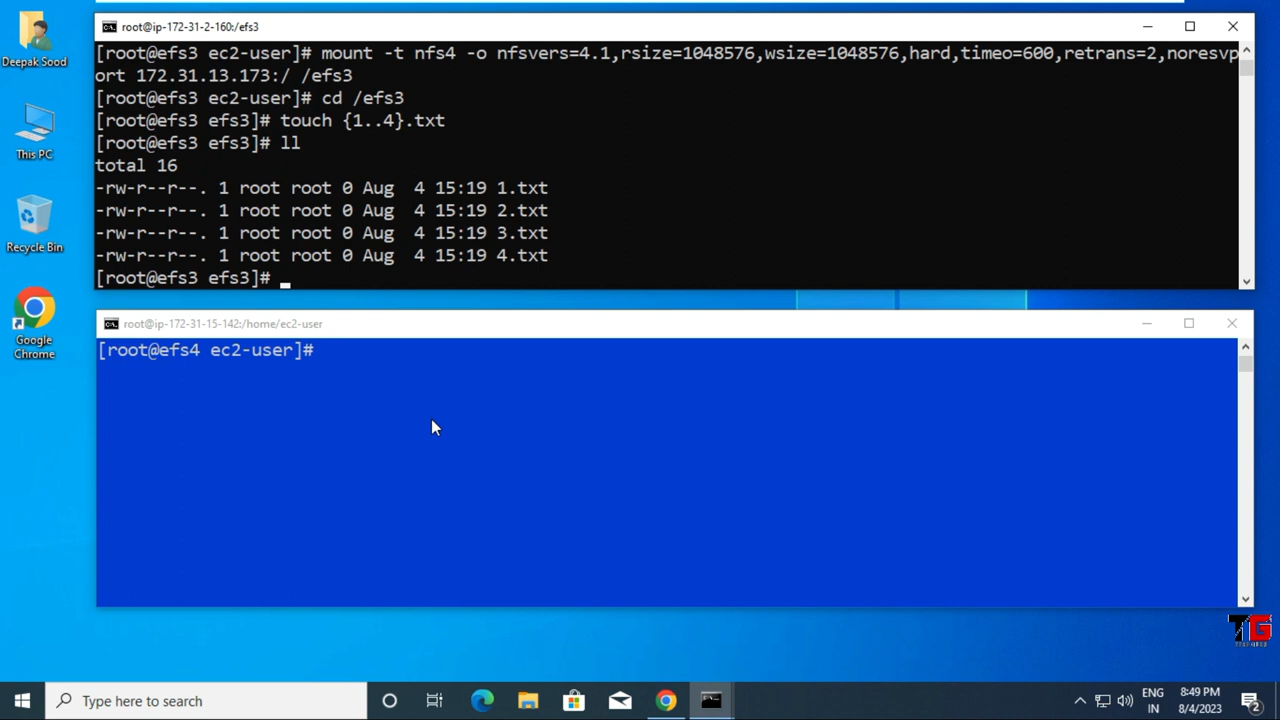 root@ip-172-31-2-160:/efs3
[root@efs3 ec2-user]# mount -t nfs4 -o nfsvers=4.1,rsize=1048576,wsize=1048576,hard,timeo=600,retrans=2,noresvp
ort 172.31.13.173:/ /efs3
[root@efs3 ec2-user]# cd /efs3
[root@efs3 efs3]# touch {1..4}.txt
[root@efs3 efs3]# ll
total 16
-rw-r--r--. 1 root root 0 Aug  4 15:19 1.txt
-rw-r--r--. 1 root root 0 Aug  4 15:19 2.txt
-rw-r--r--. 1 root root 0 Aug  4 15:19 3.txt
-rw-r--r--. 1 root root 0 Aug  4 15:19 4.txt
[root@efs3 efs3]#
root@ip-172-31-15-142:/home/ec2-user
[root@efs4 ec2-user]#
Deepak Sood
This PC
Recycle Bin
Google
Chrome
TG
Type here to search
ENG
IN
8:49 PM
8/4/2023
2